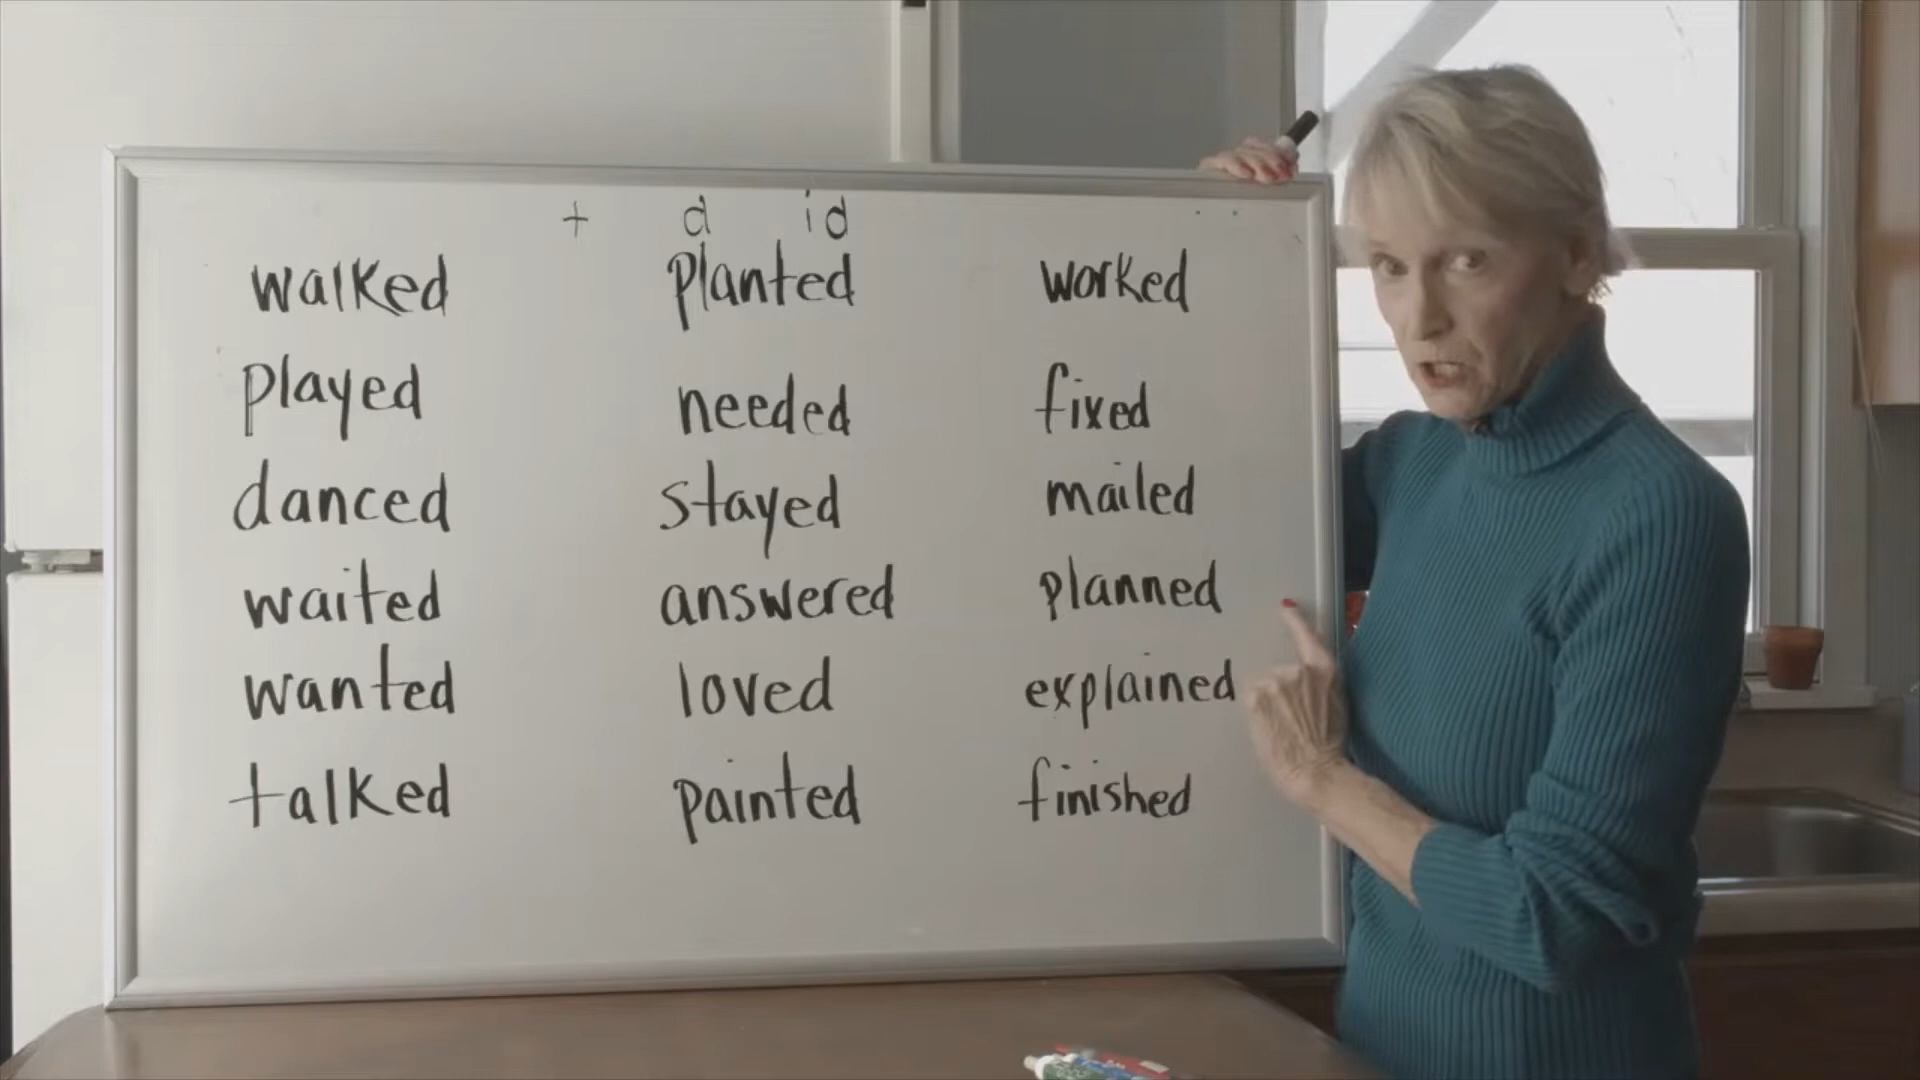 + d id
walked planted worked
played needed fixed
danced stayed mailed
waited answered planned
wanted loved explained
talked painted finished